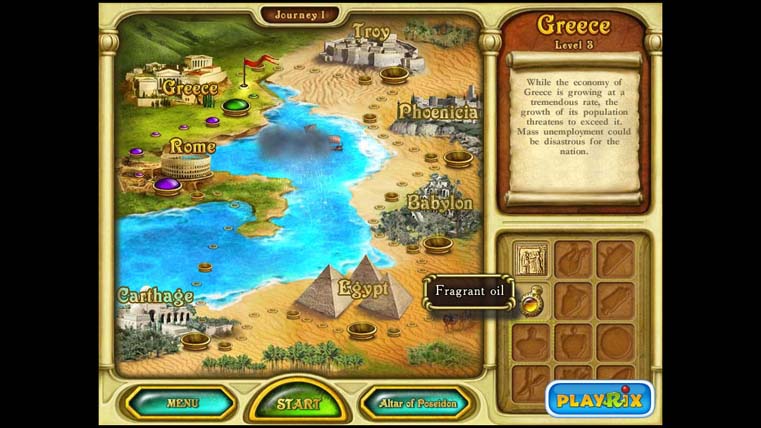 Journey 1
Troy
Greece
Phoenicia
Rome
Babylon
Egypt
Carthage
Greece
Level 3
While the economy of
Greece is growing at a
tremendous rate, the
growth of its population
threatens to exceed it.
Mass unemployment could
be disastrous for the
nation.
Fragrant oil
MENU
START
Altar of Poseidon
PLAYRIX